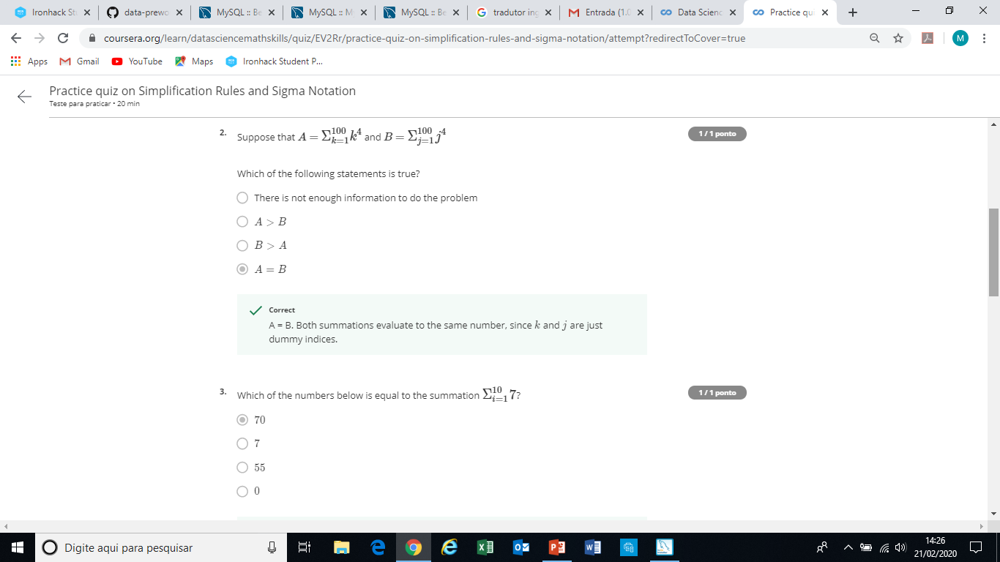 Ironhack St
data-prewo
MySQL :: Be
MySQL :: M
MySQL :: Be
tradutor ing
Entrada (1.0
Data Scienc
Practice qui
coursera.org/learn/datasciencemathskills/quiz/EV2Rr/practice-quiz-on-simplification-rules-and-sigma-notation/attempt?redirectToCover=true
M
Apps
Gmail
YouTube
Maps
Ironhack Student P...
Practice quiz on Simplification Rules and Sigma Notation
Teste para praticar • 20 min
2. Suppose that A = Σ_{k=1}^{100} k^4 and B = Σ_{j=1}^{100} j^4
1 / 1 ponto
Which of the following statements is true?
There is not enough information to do the problem
A > B
B > A
A = B
Correct
A = B. Both summations evaluate to the same number, since k and j are just
dummy indices.
3. Which of the numbers below is equal to the summation Σ_{i=1}^{10} 7?
1 / 1 ponto
70
7
55
0
Digite aqui para pesquisar
14:26
21/02/2020